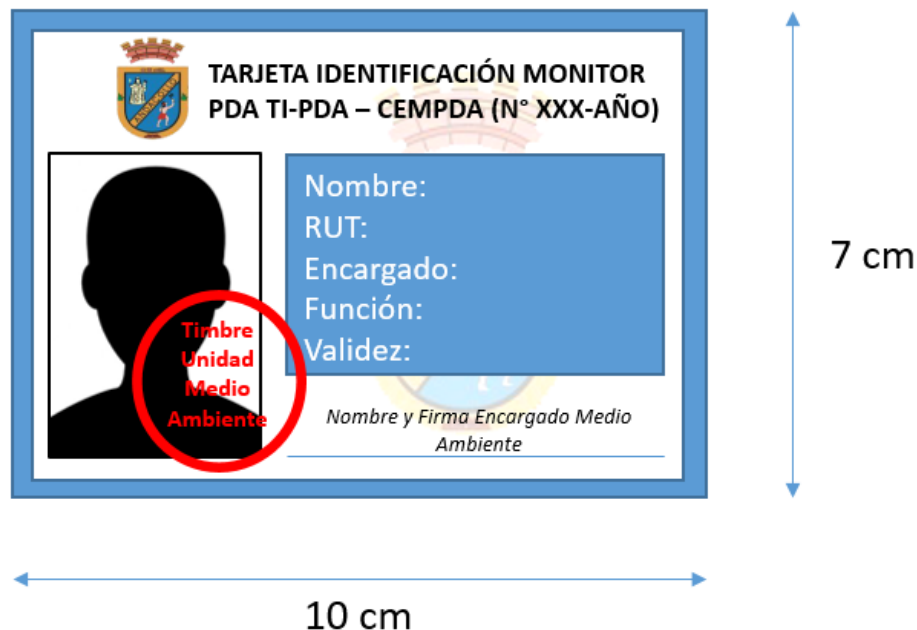 TARJETA IDENTIFICACIÓN MONITOR
PDA TI-PDA – CEMPDA (N° XXX-AÑO)
ANDACOLLO
Nombre:
RUT:
Encargado:
Función:
Validez:
Timbre
Unidad
Medio
Ambiente
Nombre y Firma Encargado Medio
Ambiente
7 cm
10 cm